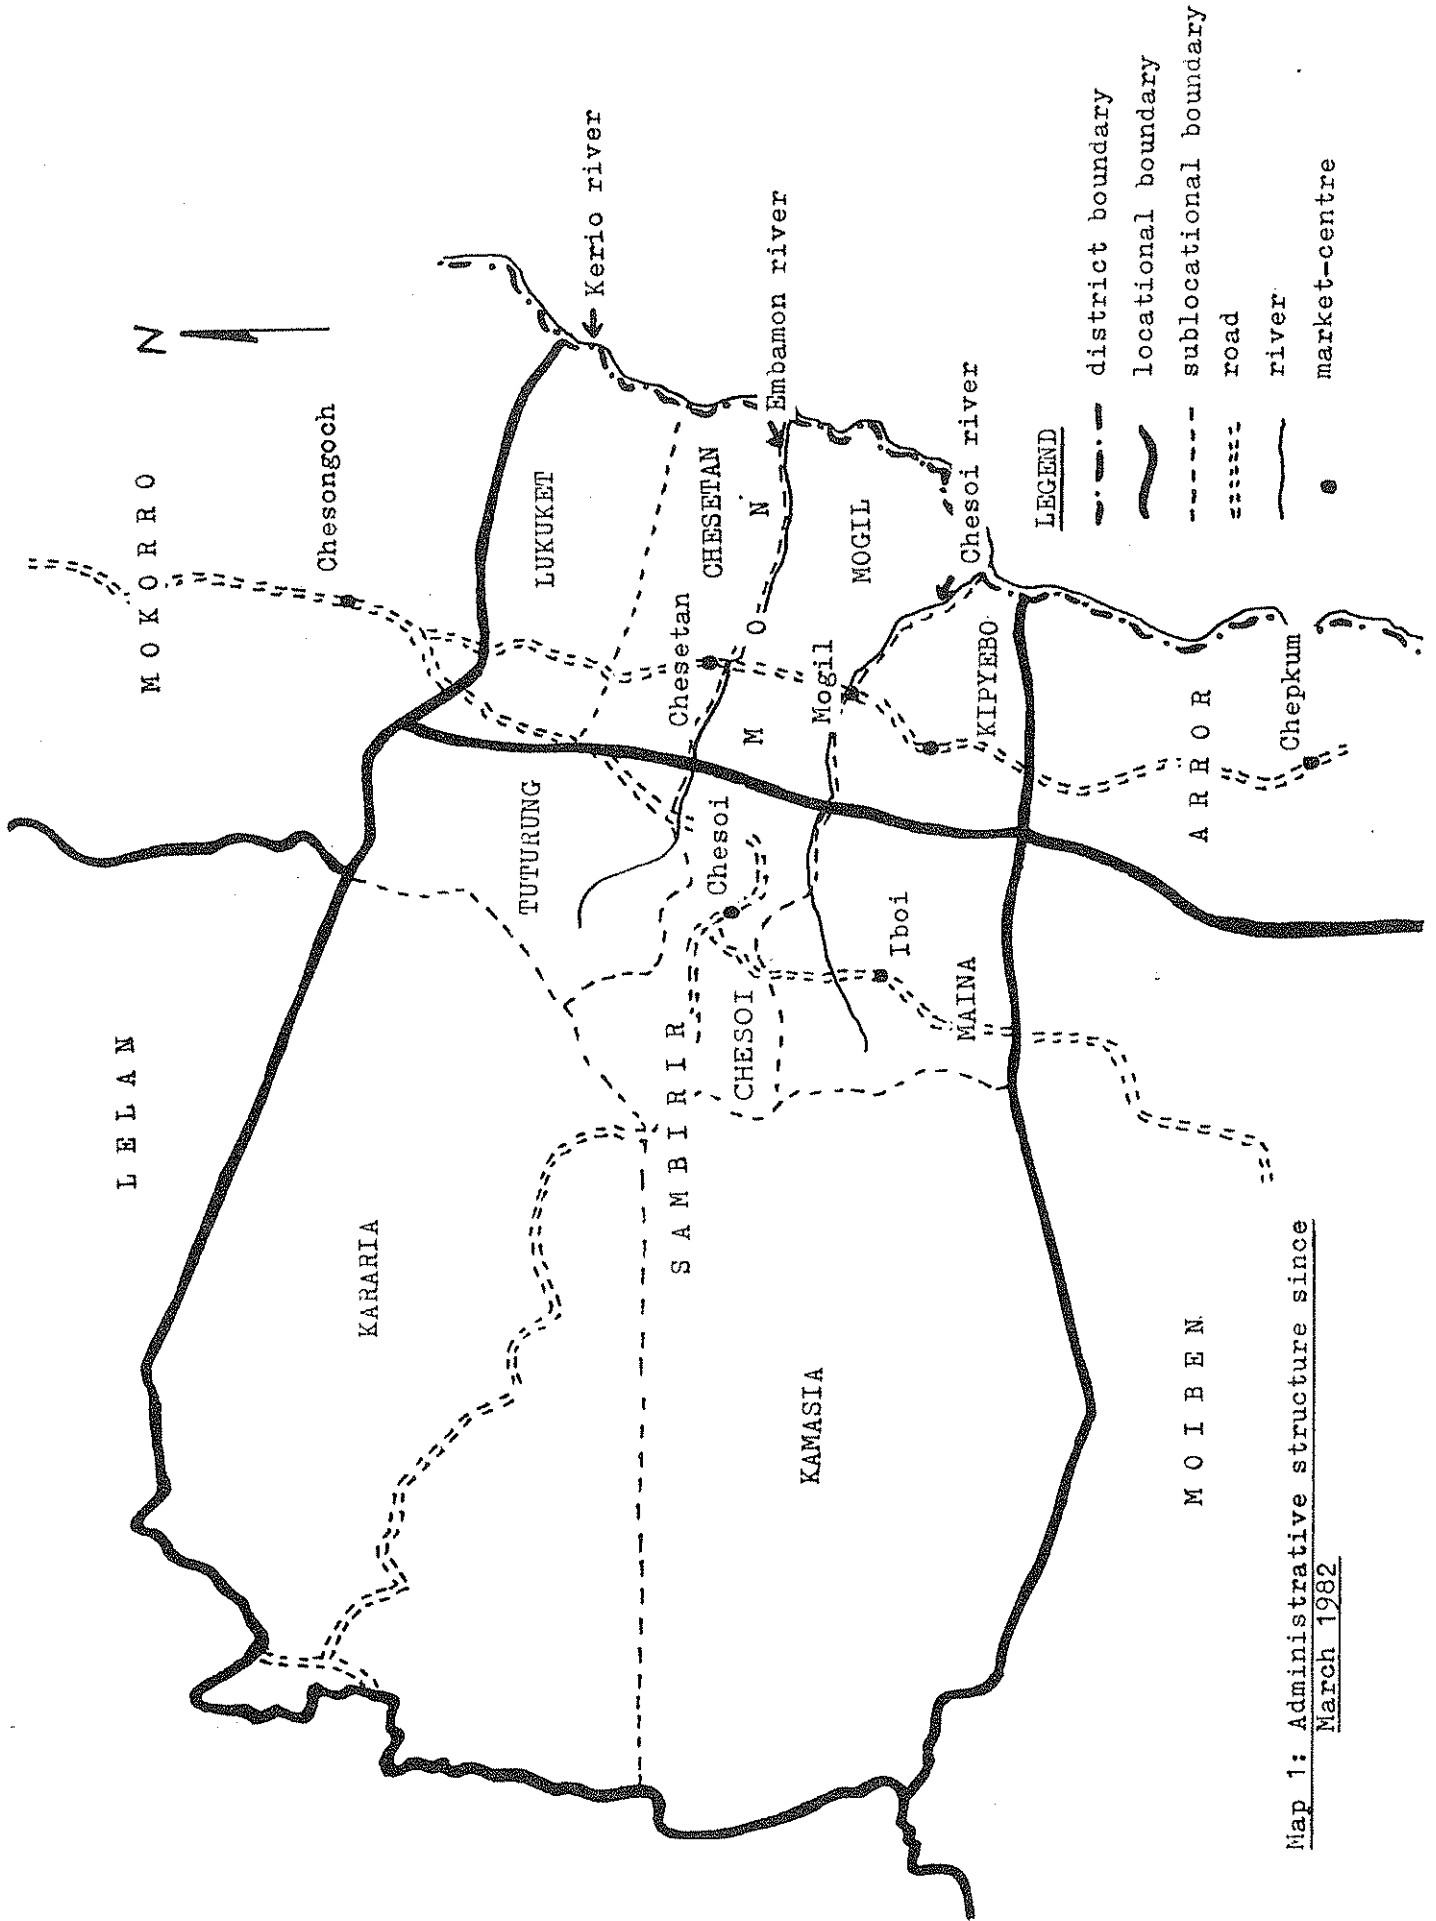 N
MOKORRO
Chesongoch
LELAN
Kerio river
LUKUKET
TUTURUNG
KARARIA
CHESETAN
Chesetan
Embamon river
MON
Chesoi
SAMBIRIR
CHESOI
Mogil
MOGIL
Iboi
KAMASIA
Chesoi river
KIPYEBO
MAINA
ARROR
Chepkum
MOIBEN
LEGEND
district boundary
locational boundary
sublocational boundary
road
river
market-centre
Map 1: Administrative structure since
March 1982